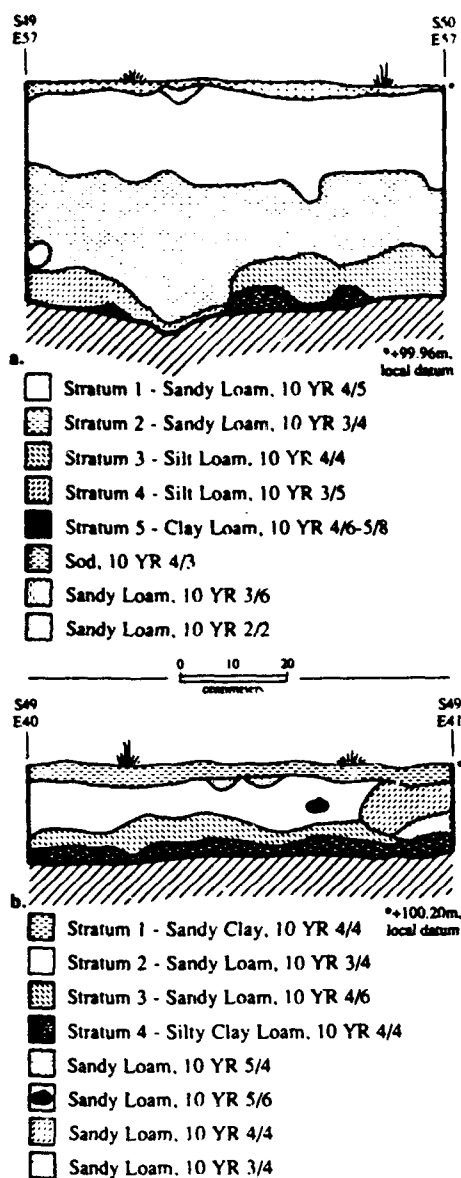 S49 S50
E57 E57
*
a.
*+99.96m,
local datum
Stratum 1 - Sandy Loam, 10 YR 4/5
Stratum 2 - Sandy Loam, 10 YR 3/4
Stratum 3 - Silt Loam, 10 YR 4/4
Stratum 4 - Silt Loam, 10 YR 3/5
Stratum 5 - Clay Loam, 10 YR 4/6-5/8
Sod, 10 YR 4/3
Sandy Loam, 10 YR 3/6
Sandy Loam, 10 YR 2/2
0 10 20
S49 S49
E40 E41
*
b.
*+100.20m,
local datum
Stratum 1 - Sandy Clay, 10 YR 4/4
Stratum 2 - Sandy Loam, 10 YR 3/4
Stratum 3 - Sandy Loam, 10 YR 4/6
Stratum 4 - Silty Clay Loam, 10 YR 4/4
Sandy Loam, 10 YR 5/4
Sandy Loam, 10 YR 5/6
Sandy Loam, 10 YR 4/4
Sandy Loam, 10 YR 3/4